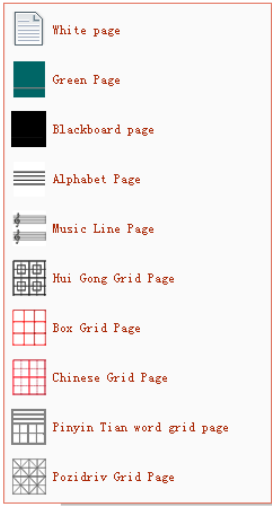 White page
Green Page
Blackboard page
Alphabet Page
Music Line Page
Hui Gong Grid Page
Box Grid Page
Chinese Grid Page
Pinyin Tian word grid page
Pozidriv Grid Page